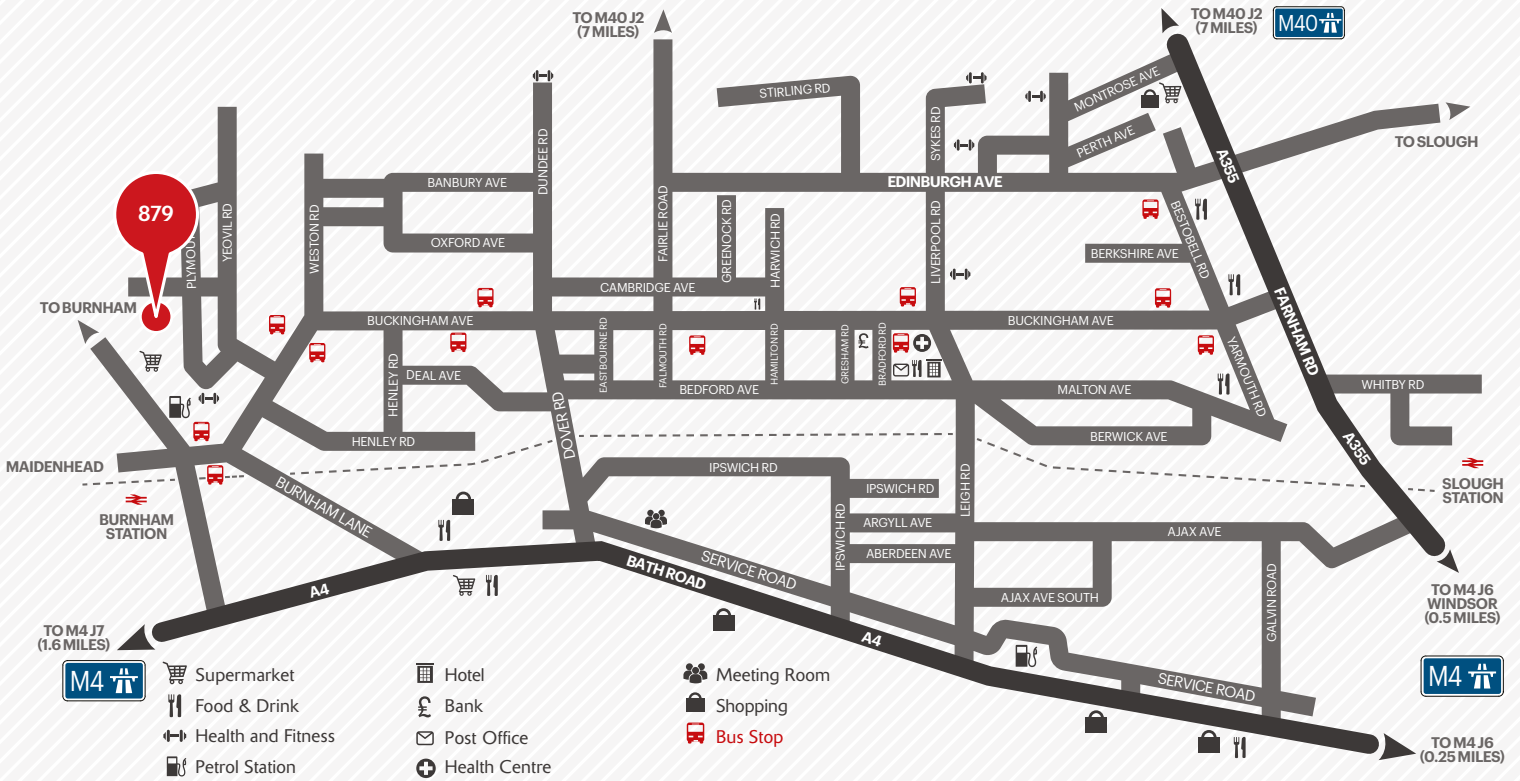 TO M40 J2
(7 MILES)
TO M40 J2
(7 MILES)
M40
MONTROSE AVE
STIRLING RD
SYKES RD
PERTH AVE
TO SLOUGH
A355
DUNDEE RD
BANBURY AVE
EDINBURGH AVE
FAIRLIE ROAD
879
PLYMOU
YEOVIL RD
WESTON RD
OXFORD AVE
GREENOCK RD
HARWICH RD
LIVERPOOL RD
BESTOBELL RD
BERKSHIRE AVE
CAMBRIDGE AVE
TO BURNHAM
BUCKINGHAM AVE
BUCKINGHAM AVE
FARNHAM RD
EASTBOURNE RD
FALMOUTH RD
HAMILTON RD
GRESHAM RD
BRADFORD RD
YARMOUTH RD
HENLEY RD
DEAL AVE
BEDFORD AVE
MALTON AVE
WHITBY RD
HENLEY RD
DOVER RD
BERWICK AVE
A355
MAIDENHEAD
IPSWICH RD
IPSWICH RD
LEIGH RD
SLOUGH
STATION
BURNHAM
STATION
BURNHAM LANE
IPSWICH RD
ARGYLL AVE
AJAX AVE
ABERDEEN AVE
BATH ROAD
SERVICE ROAD
A4
AJAX AVE SOUTH
GALVIN ROAD
TO M4 J6
WINDSOR
(0.5 MILES)
TO M4 J7
(1.6 MILES)
A4
M4
M4
SERVICE ROAD
TO M4 J6
(0.25 MILES)
Supermarket
Food & Drink
Health and Fitness
Petrol Station
Hotel
£ Bank
Post Office
Health Centre
Meeting Room
Shopping
Bus Stop
£